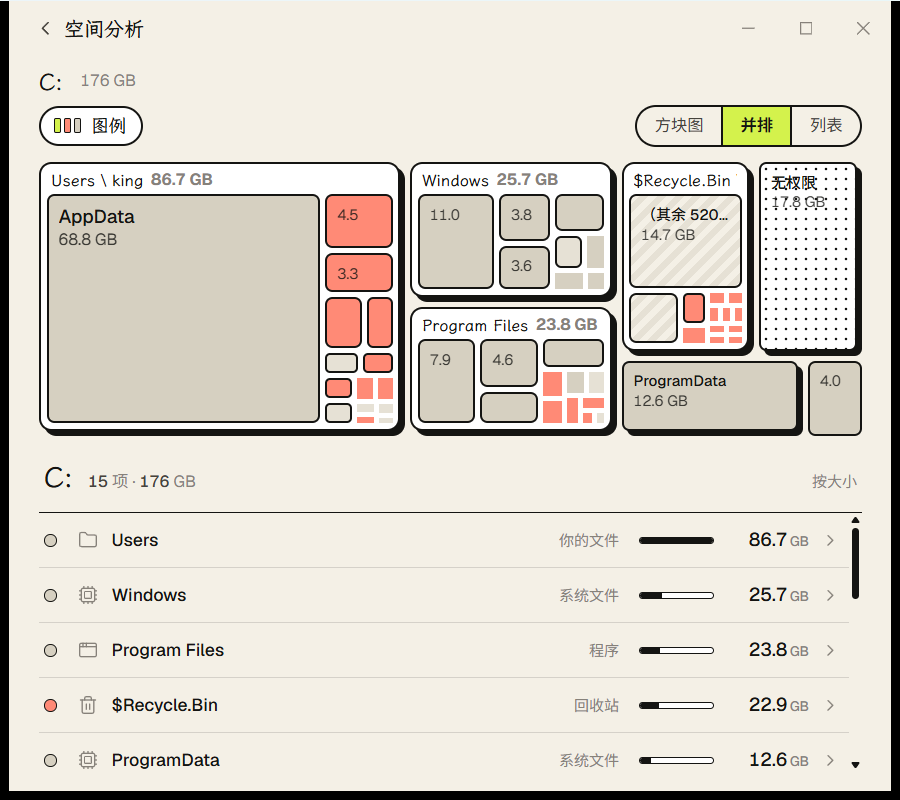 空间分析
C: 176 GB
图例
方块图 并排 列表
Users \ king 86.7 GB
AppData
68.8 GB
4.5
3.3
Windows 25.7 GB
11.0
3.8
3.6
Program Files 23.8 GB
7.9
4.6
$Recycle.Bin
（其余 520...
14.7 GB
无权限
17.8 GB
ProgramData
12.6 GB
4.0
C: 15 项 · 176 GB
按大小
Users 你的文件 86.7 GB
Windows 系统文件 25.7 GB
Program Files 程序 23.8 GB
$Recycle.Bin 回收站 22.9 GB
ProgramData 系统文件 12.6 GB